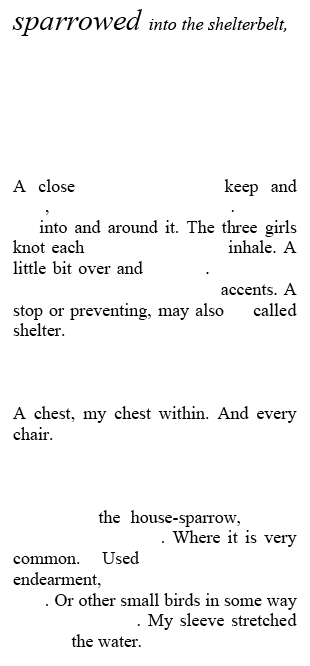 sparrowed into the shelterbelt,
A close keep and
, .
into and around it. The three girls
knot each inhale. A
little bit over and .
accents. A
stop or preventing, may also called
shelter.
A chest, my chest within. And every
chair.
the house-sparrow,
. Where it is very
common. Used
endearment,
. Or other small birds in some way
. My sleeve stretched
the water.